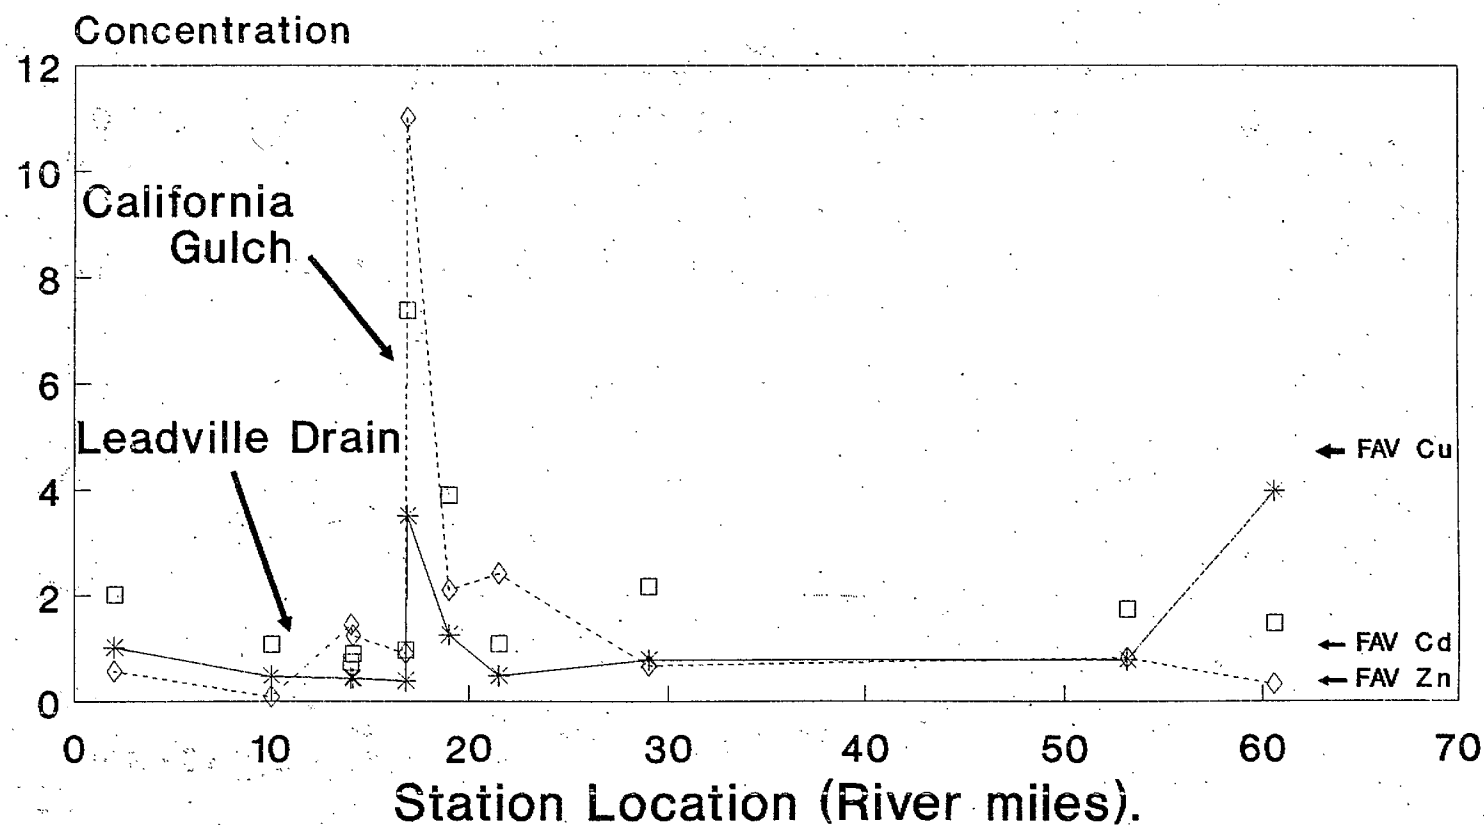 Concentration
12
10
8
6
4
2
0
California
Gulch
Leadville Drain
FAV Cu
FAV Cd
FAV Zn
0 10 20 30 40 50 60 70
Station Location (River miles).